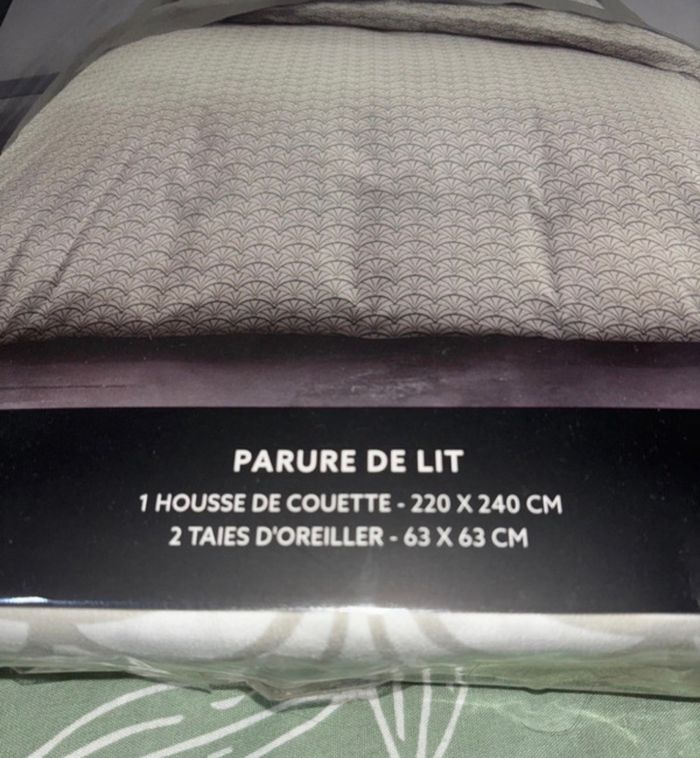 PARURE DE LIT
1 HOUSSE DE COUETTE - 220 X 240 CM
2 TAIES D'OREILLER - 63 X 63 CM